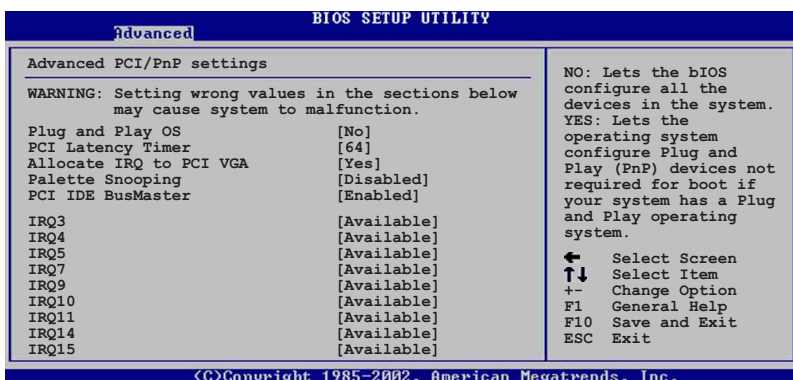 BIOS SETUP UTILITY
Advanced
Advanced PCI/PnP settings
WARNING: Setting wrong values in the sections below
may cause system to malfunction.
Plug and Play OS [No]
PCI Latency Timer [64]
Allocate IRQ to PCI VGA [Yes]
Palette Snooping [Disabled]
PCI IDE BusMaster [Enabled]
IRQ3 [Available]
IRQ4 [Available]
IRQ5 [Available]
IRQ7 [Available]
IRQ9 [Available]
IRQ10 [Available]
IRQ11 [Available]
IRQ14 [Available]
IRQ15 [Available]
NO: Lets the bIOS
configure all the
devices in the system.
YES: Lets the
operating system
configure Plug and
Play (PnP) devices not
required for boot if
your system has a Plug
and Play operating
system.
← Select Screen
↑↓ Select Item
+- Change Option
F1 General Help
F10 Save and Exit
ESC Exit
(C)Copyright 1985-2002, American Megatrends, Inc.